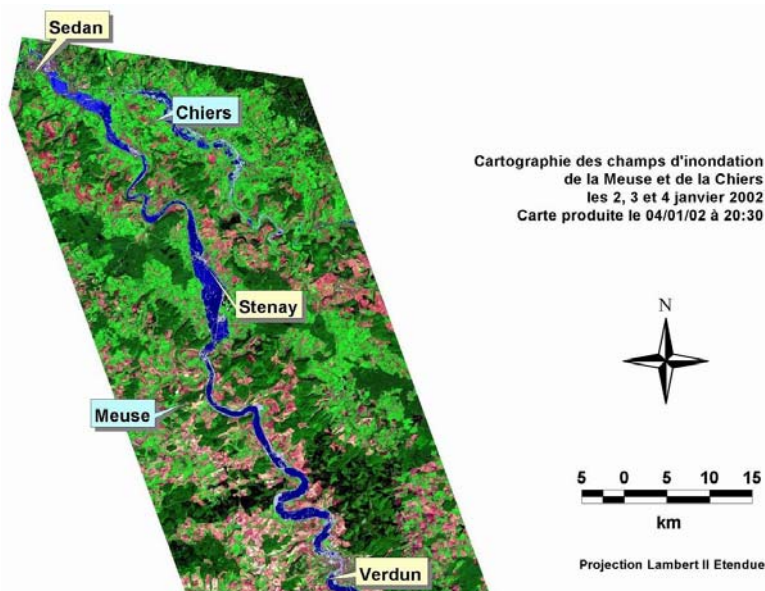 Sedan
Chiers
Cartographie des champs d'inondation
de la Meuse et de la Chiers
les 2, 3 et 4 janvier 2002
Carte produite le 04/01/02 à 20:30
Stenay
N
Meuse
5 0 5 10 15
km
Projection Lambert II Etendue
Verdun